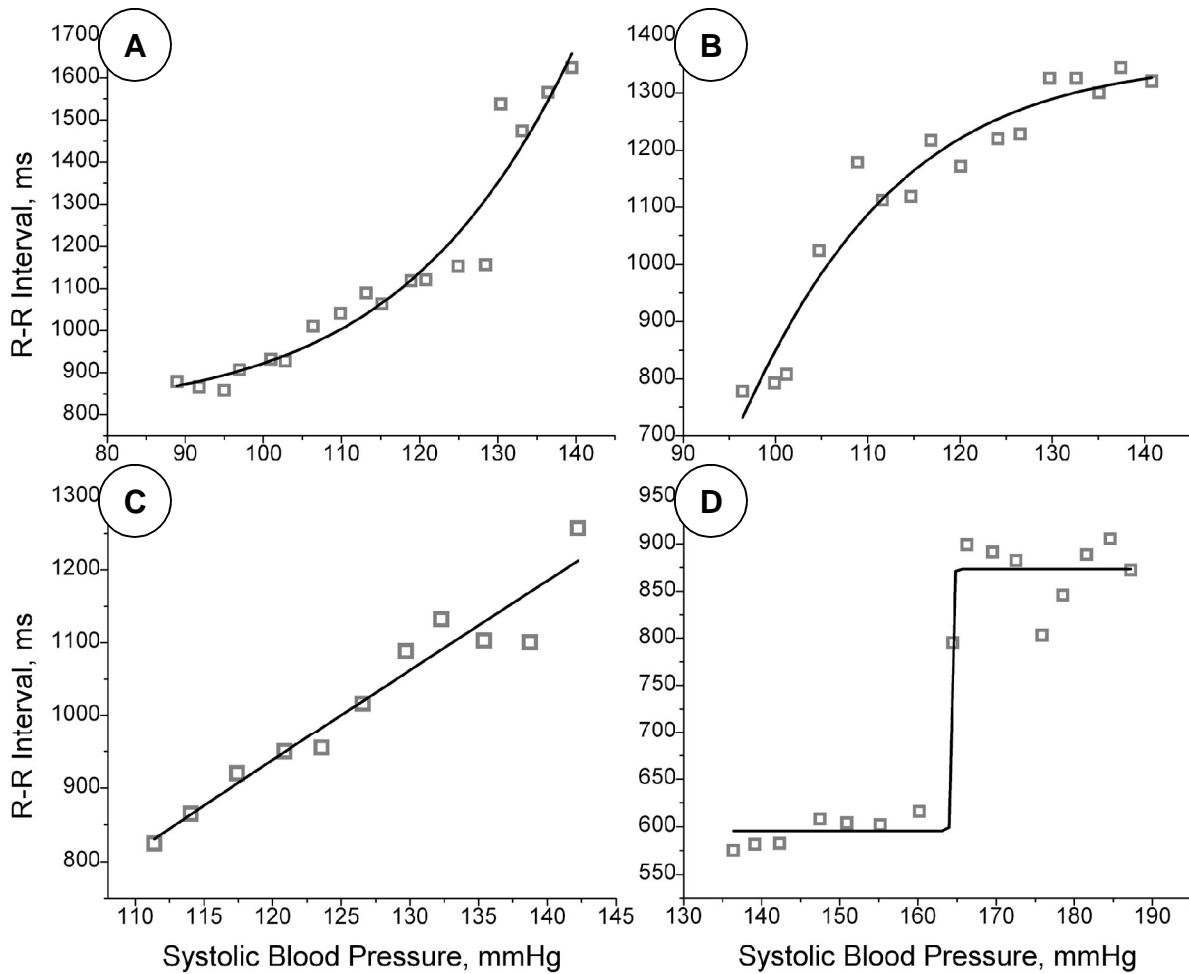 A
1700
1600
1500
1400
1300
1200
1100
1000
900
800
80 90 100 110 120 130 140
R-R Interval, ms
B
1400
1300
1200
1100
1000
900
800
700
90 100 110 120 130 140
C
1300
1200
1100
1000
900
800
110 115 120 125 130 135 140 145
R-R Interval, ms
Systolic Blood Pressure, mmHg
D
950
900
850
800
750
700
650
600
550
130 140 150 160 170 180 190
Systolic Blood Pressure, mmHg